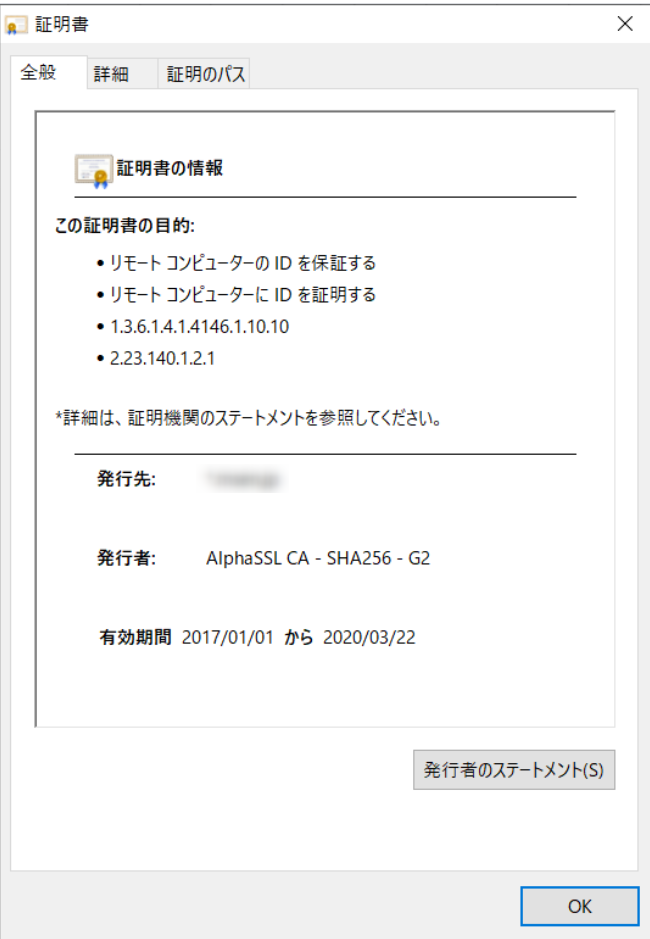 証明書
全般 詳細 証明のパス
証明書の情報
この証明書の目的:
• リモート コンピューターの ID を保証する
• リモート コンピューターに ID を証明する
• 1.3.6.1.4.1.4146.1.10.10
• 2.23.140.1.2.1
*詳細は、証明機関のステートメントを参照してください。
発行先:
発行者: AlphaSSL CA - SHA256 - G2
有効期間 2017/01/01 から 2020/03/22
発行者のステートメント(S)
OK